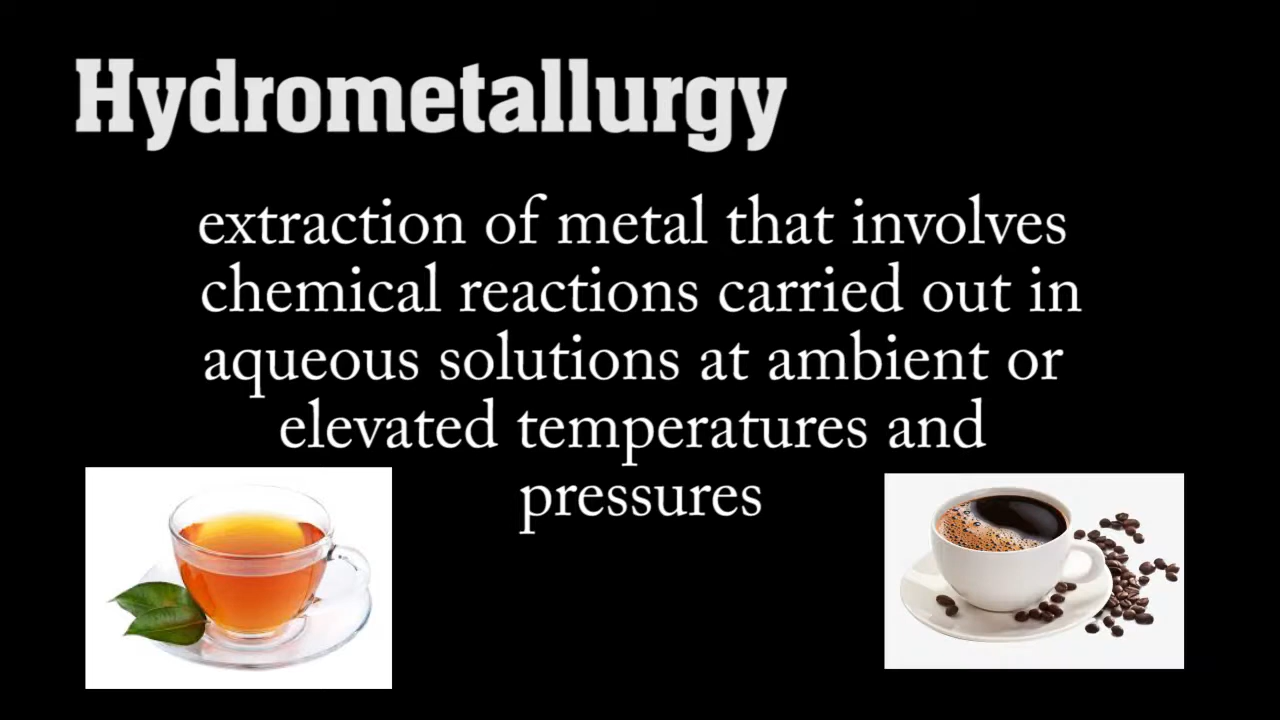 Hydrometallurgy
extraction of metal that involves
chemical reactions carried out in
aqueous solutions at ambient or
elevated temperatures and
pressures